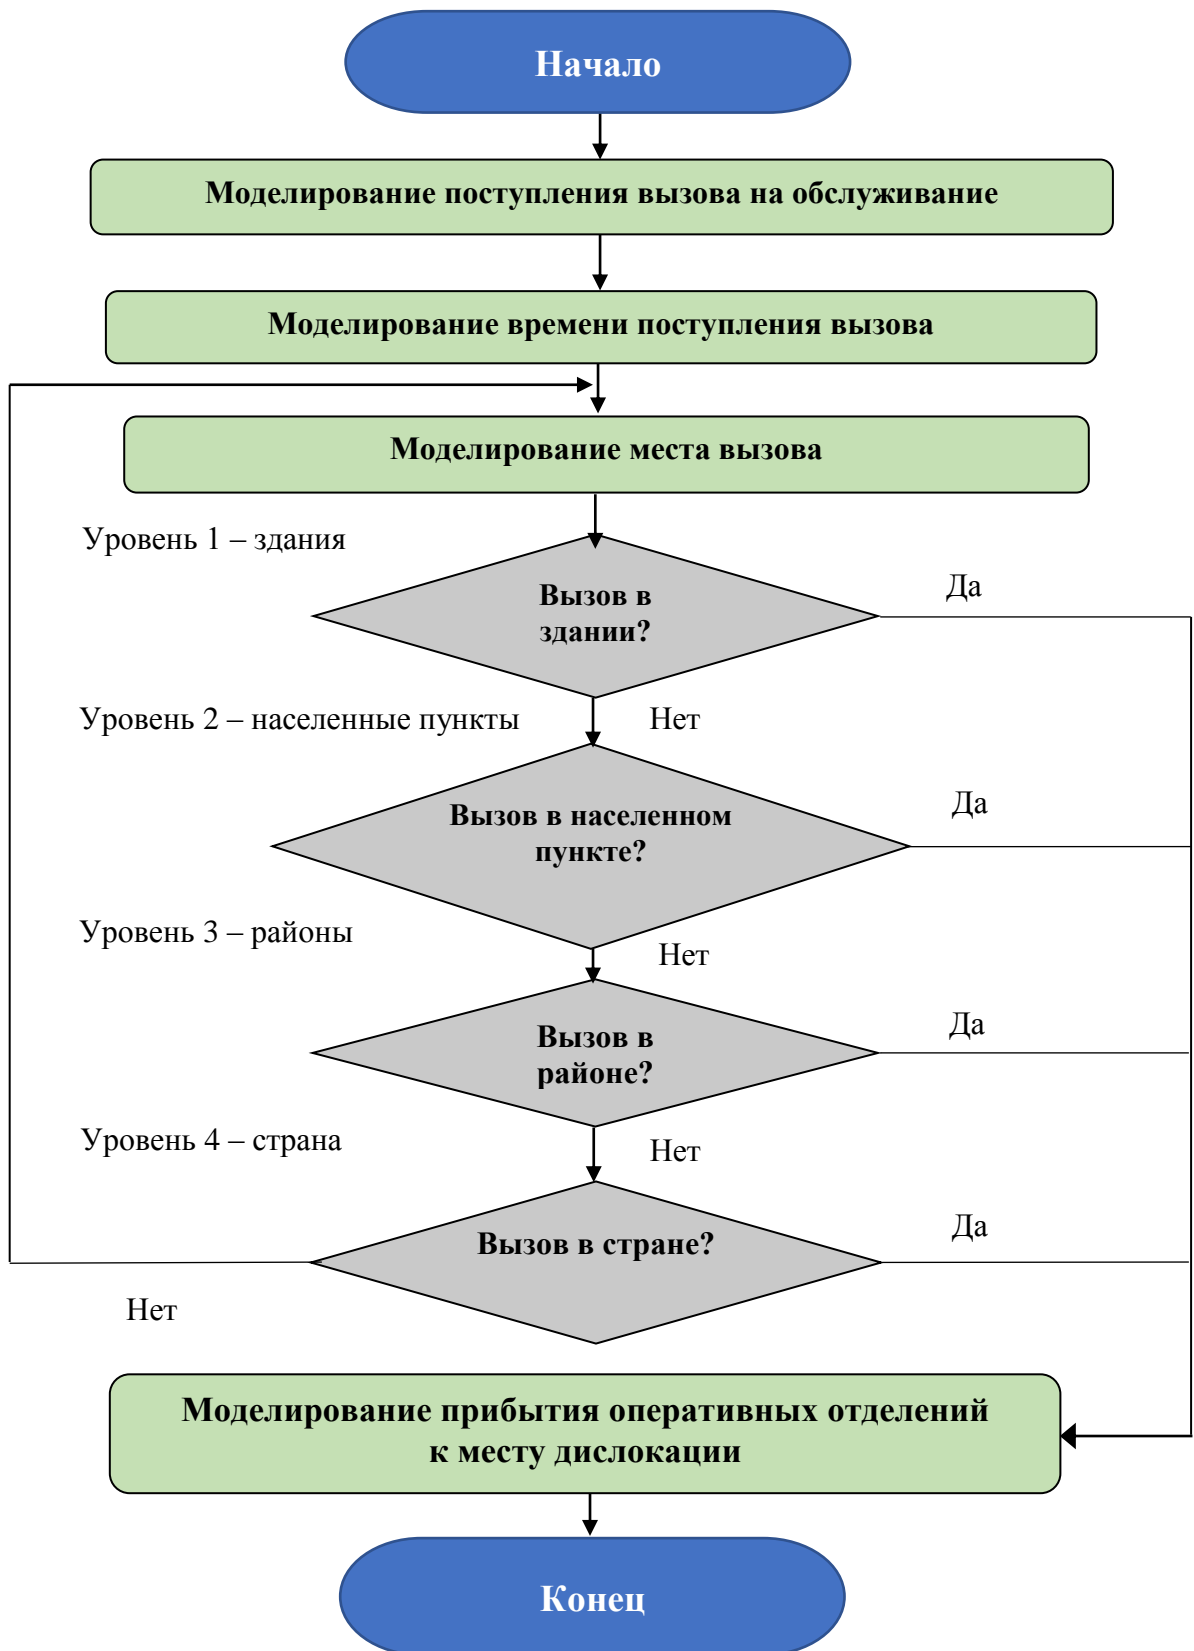 Начало
Моделирование поступления вызова на обслуживание
Моделирование времени поступления вызова
Моделирование места вызова
Уровень 1 – здания
Да
Вызов в
здании?
Уровень 2 – населенные пункты
Нет
Да
Вызов в населенном
пункте?
Уровень 3 – районы
Нет
Да
Вызов в
районе?
Уровень 4 – страна
Нет
Да
Вызов в стране?
Нет
Моделирование прибытия оперативных отделений
к месту дислокации
Конец